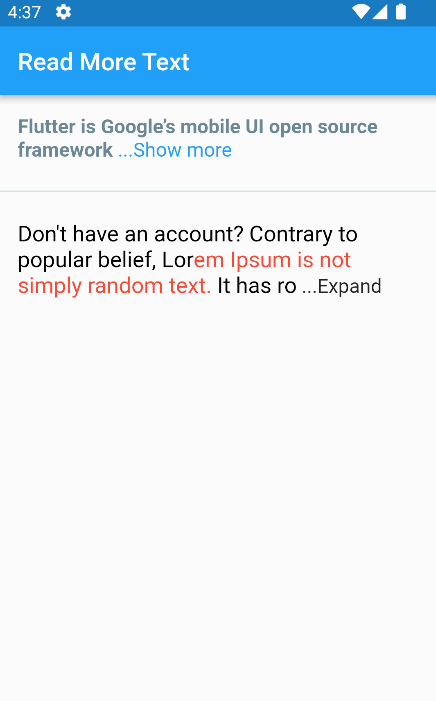 4:37
Read More Text
Flutter is Google's mobile UI open source
framework ...Show more
Don't have an account? Contrary to
popular belief, Lorem Ipsum is not
simply random text. It has ro ...Expand